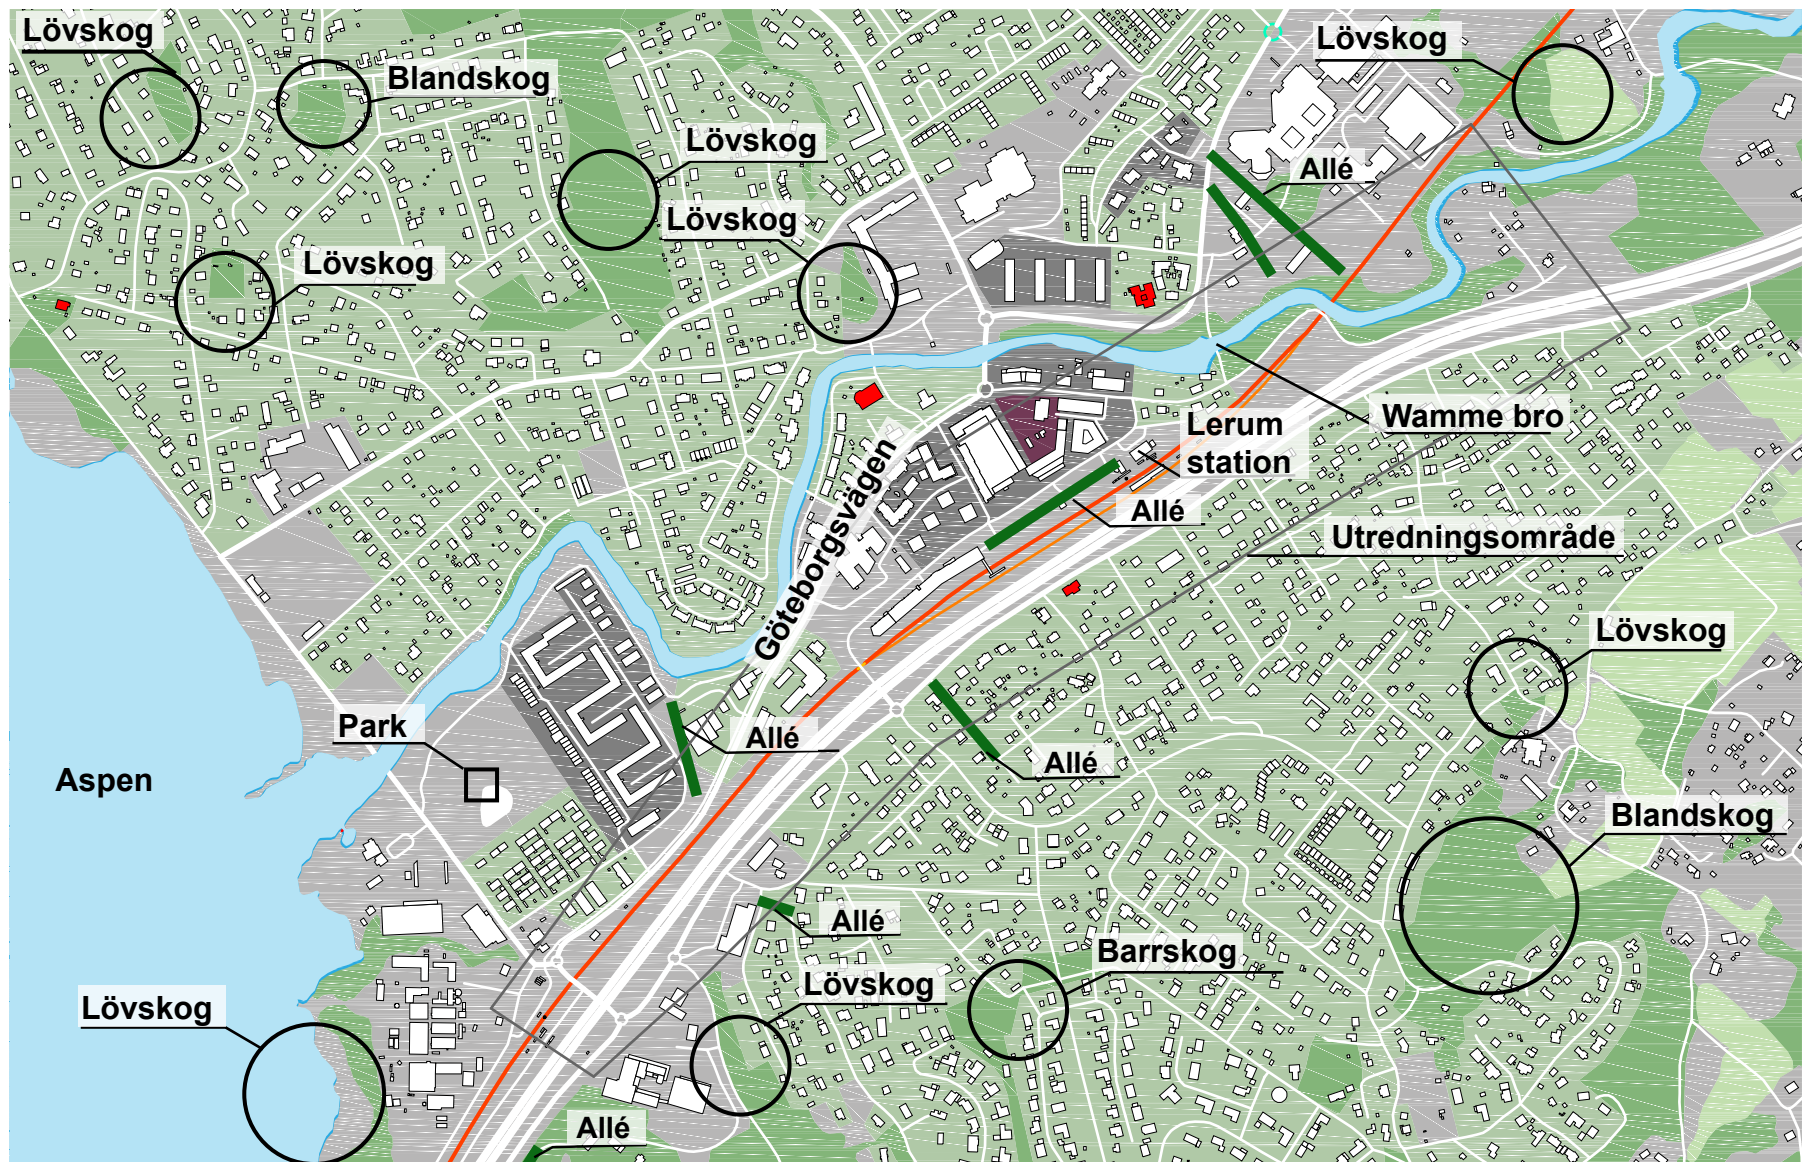 Lövskog
Blandskog
Lövskog
Lövskog
Lövskog
Lövskog
Allé
Wamme bro
Lerum
station
Allé
Göteborgsvägen
Utredningsområde
Lövskog
Park
Allé
Allé
Aspen
Blandskog
Allé
Barrskog
Lövskog
Lövskog
Allé